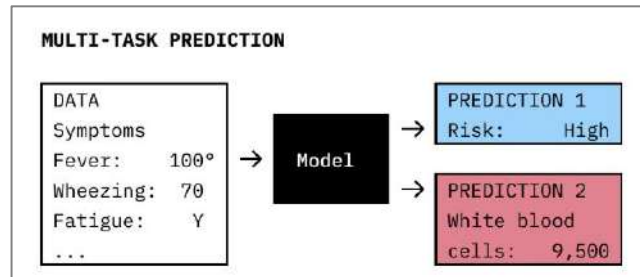 MULTI-TASK PREDICTION
DATA
Symptoms
Fever: 100°
Wheezing: 70
Fatigue: Y
...
Model
PREDICTION 1
Risk: High
PREDICTION 2
White blood
cells: 9,500